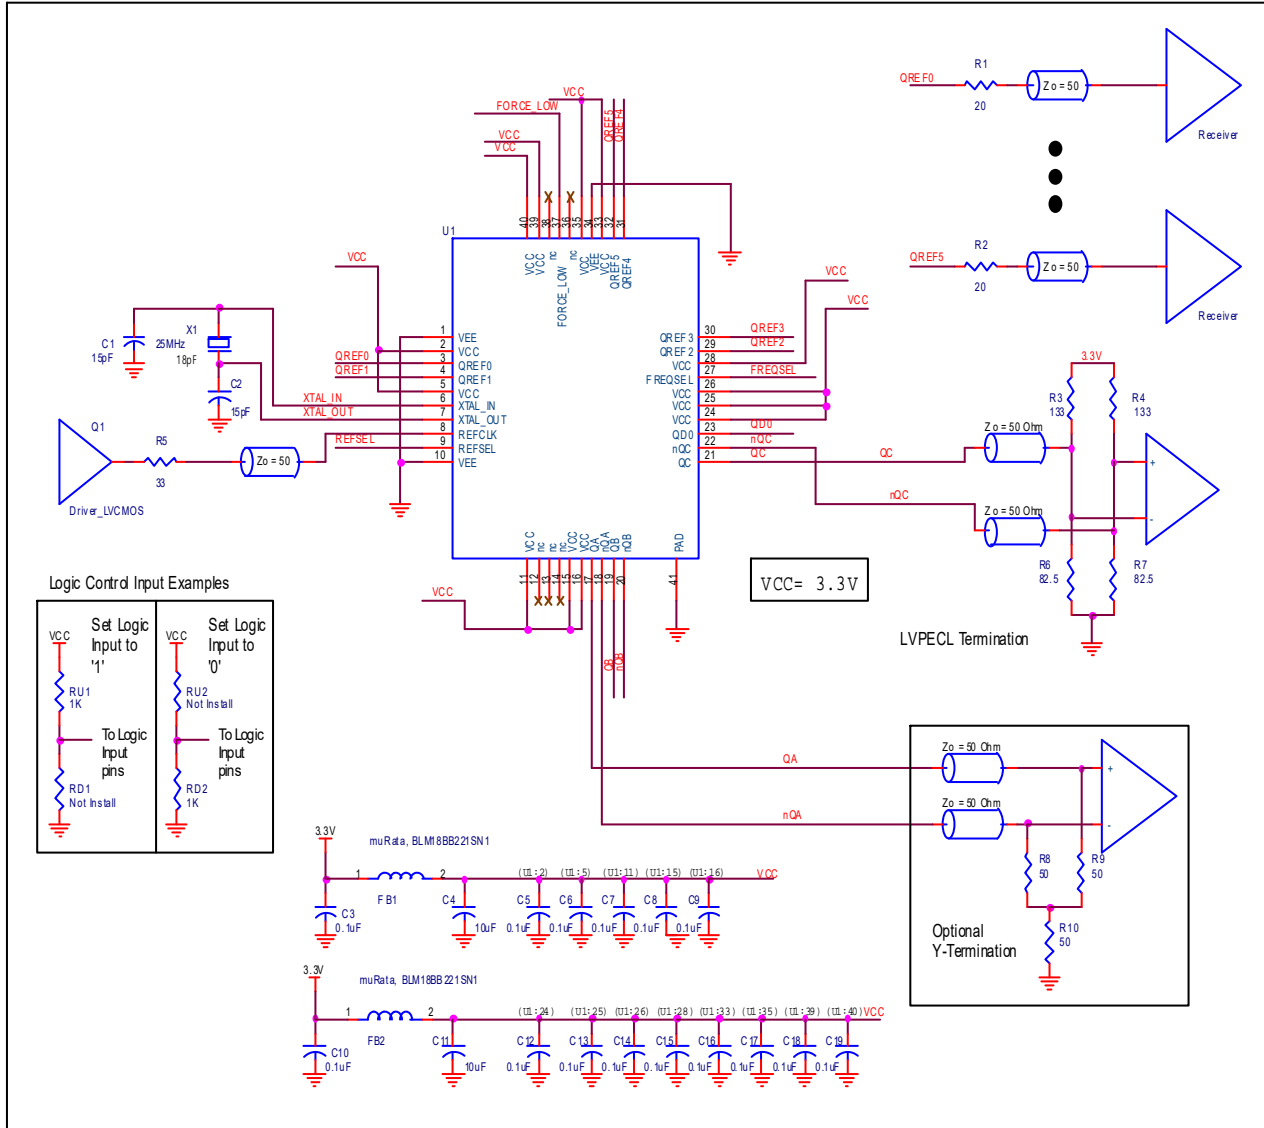 R1
QREF0
Zo = 50
20
Receiver
VCC
FORCE_LOW
VCC
VCC
QREF5
QREF4
40
39
38
37
36
35
34
33
32
31
U1
VCC
VCC
nc
FORCE_LOW
nc
VCC
VEE
VCC
QREF5
QREF4
R2
QREF5
Zo = 50
20
Receiver
VCC
VCC
VCC
C1
15pF
X1
25MHz
18pF
C2
15pF
QREF0
QREF1
XTAL_IN
XTAL_OUT
REFSEL
1
2
3
4
5
6
7
8
9
10
VEE
VCC
QREF0
QREF1
VCC
XTAL_IN
XTAL_OUT
REFCLK
REFSEL
VEE
QREF3
QREF2
VCC
FREQSEL
VCC
VCC
VCC
QD0
nQC
QC
30
29
28
27
26
25
24
23
22
21
QREF3
QREF2
FREQSEL
QD0
nQC
QC
Q1
R5
33
Zo = 50
Driver_LVCMOS
3.3V
R3
133
R4
133
Zo = 50 Ohm
QC
nQC
Zo = 50 Ohm
+
-
R6
82.5
R7
82.5
LVPECL Termination
VCC
nc
nc
nc
VCC
VCC
QA
nQA
QB
nQB
PAD
11
12
13
14
15
16
17
18
19
20
41
VCC
QB
nQB
VCC= 3.3V
Logic Control Input Examples
Set Logic
Input to
'1'
VCC
RU1
1K
To Logic
Input
pins
RD1
Not Install
Set Logic
Input to
'0'
VCC
RU2
Not Install
To Logic
Input
pins
RD2
1K
QA
nQA
Zo = 50 Ohm
Zo = 50 Ohm
+
-
R8
50
R9
50
R10
50
Optional
Y-Termination
3.3V
muRata, BLM18BB221SN1
1
2
FB1
(U1:2)
(U1:5)
(U1:11)
(U1:15)
(U1:16)
VCC
C3
0.1uF
C4
10uF
C5
0.1uF
C6
0.1uF
C7
0.1uF
C8
0.1uF
C9
0.1uF
3.3V
muRata, BLM18BB221SN1
1
2
FB2
(U1:24)
(U1:25)
(U1:26)
(U1:28)
(U1:33)
(U1:35)
(U1:39)
(U1:40)
VCC
C10
0.1uF
C11
10uF
C12
0.1uF
C13
0.1uF
C14
0.1uF
C15
0.1uF
C16
0.1uF
C17
0.1uF
C18
0.1uF
C19
0.1uF